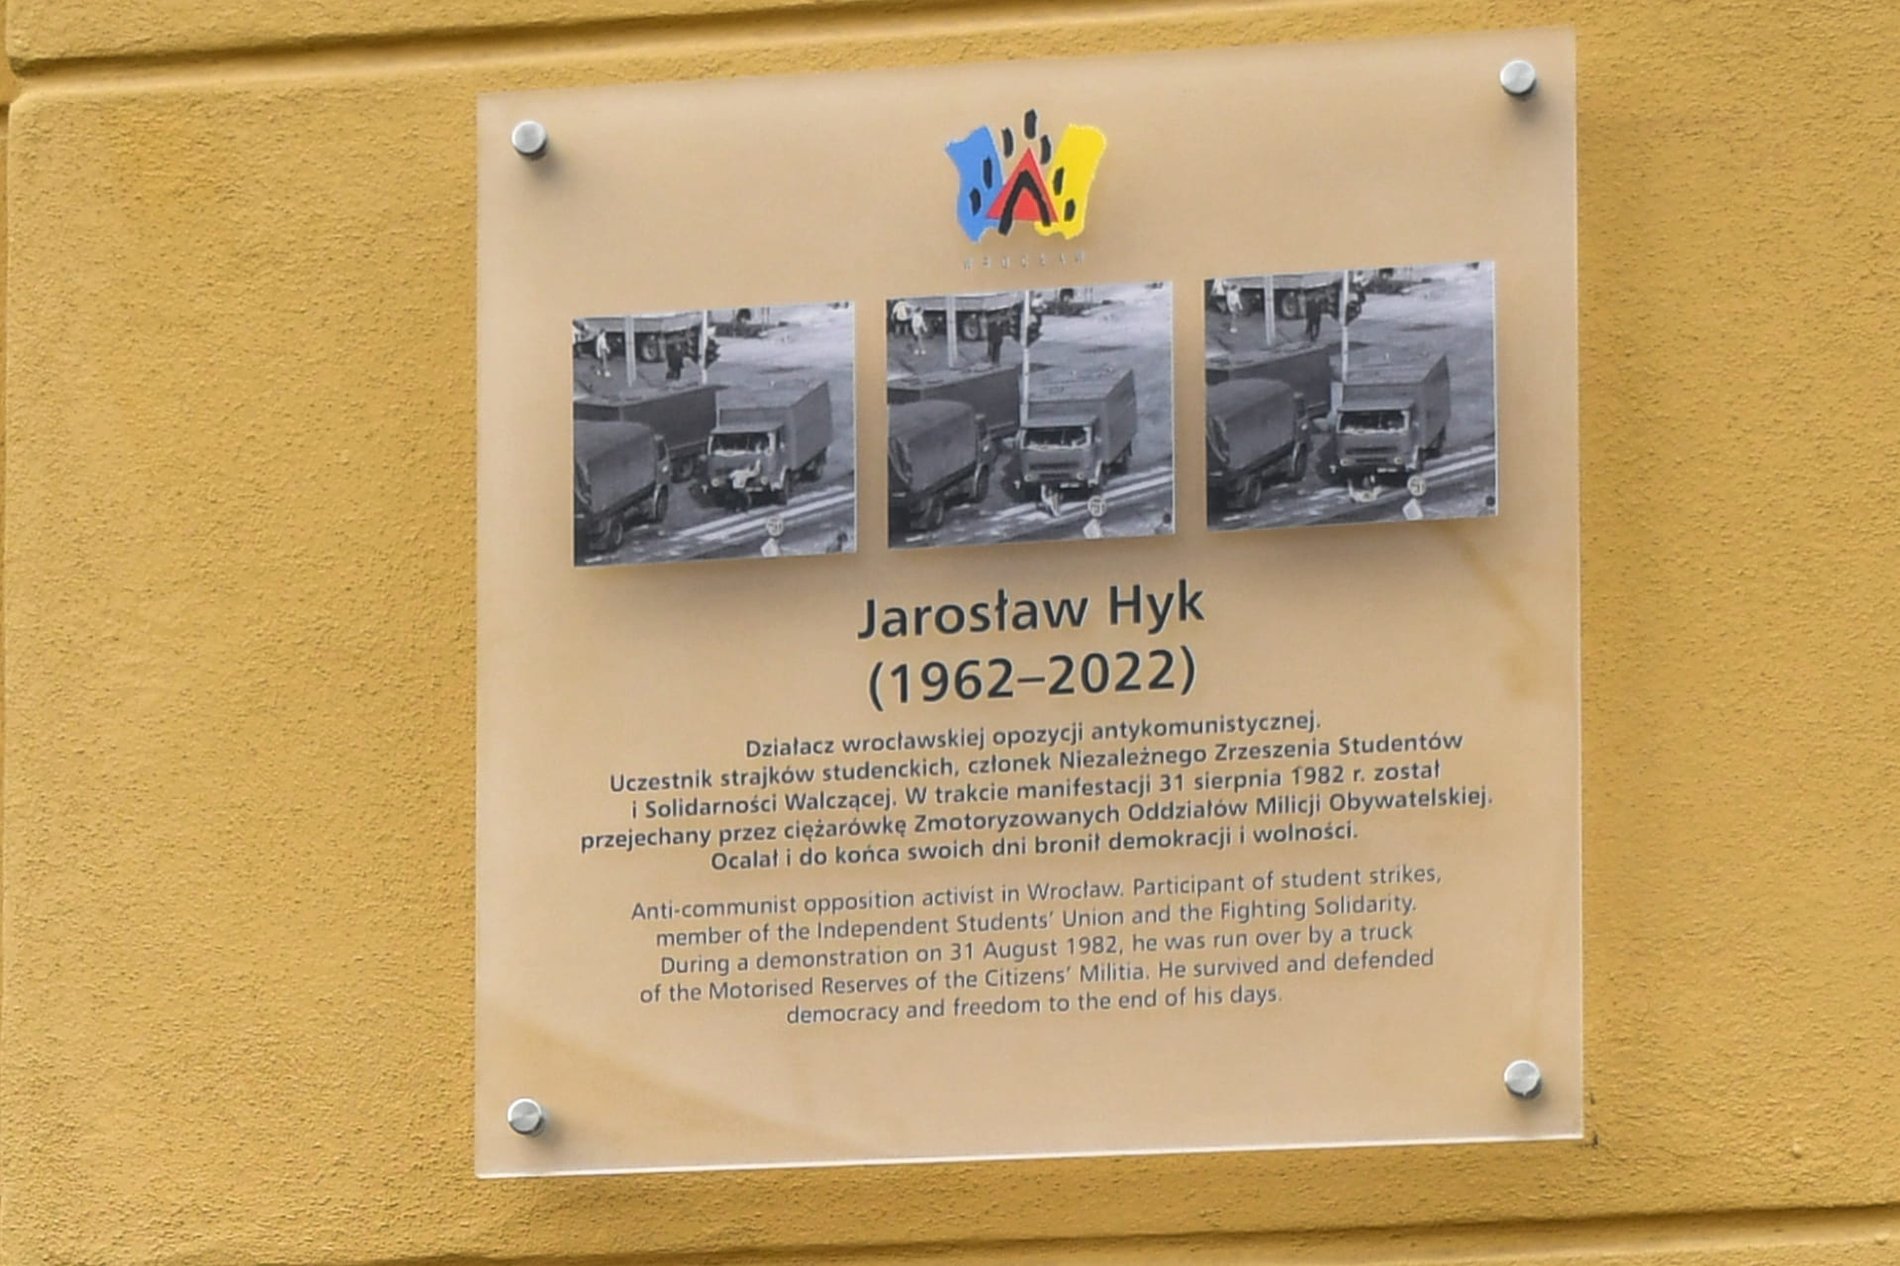 WROCŁAW
Jarosław Hyk
(1962–2022)
Działacz wrocławskiej opozycji antykomunistycznej.
Uczestnik strajków studenckich, członek Niezależnego Zrzeszenia Studentów
i Solidarności Walczącej. W trakcie manifestacji 31 sierpnia 1982 r. został
przejechany przez ciężarówkę Zmotoryzowanych Oddziałów Milicji Obywatelskiej.
Ocalał i do końca swoich dni bronił demokracji i wolności.
Anti-communist opposition activist in Wrocław. Participant of student strikes,
member of the Independent Students' Union and the Fighting Solidarity.
During a demonstration on 31 August 1982, he was run over by a truck
of the Motorised Reserves of the Citizens' Militia. He survived and defended
democracy and freedom to the end of his days.